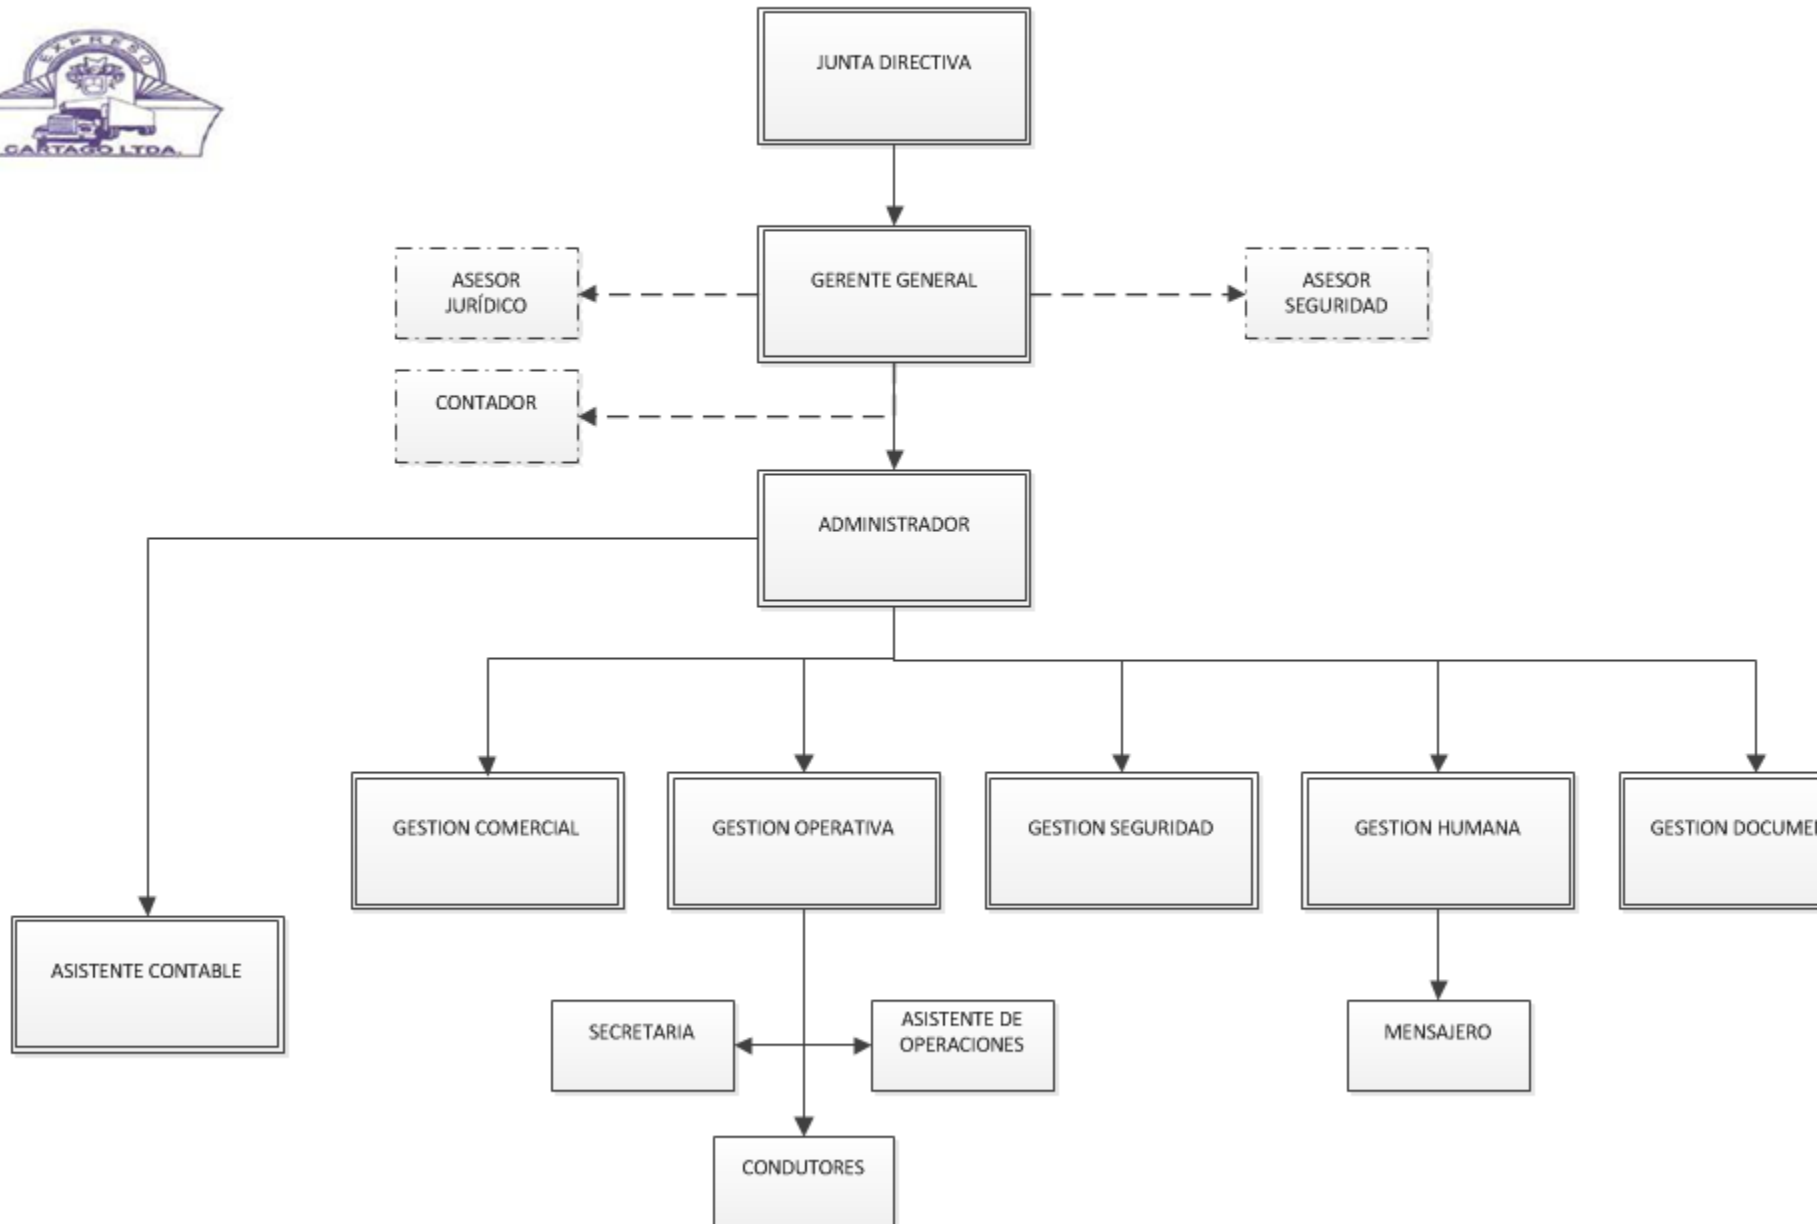 EXPRESO
CARTAGO LTDA.
JUNTA DIRECTIVA
GERENTE GENERAL
ASESOR
JURÍDICO
ASESOR
SEGURIDAD
CONTADOR
ADMINISTRADOR
GESTION COMERCIAL
GESTION OPERATIVA
GESTION SEGURIDAD
GESTION HUMANA
GESTION
ASISTENTE CONTABLE
SECRETARIA
ASISTENTE DE
OPERACIONES
MENSAJERO
CONDUTORES